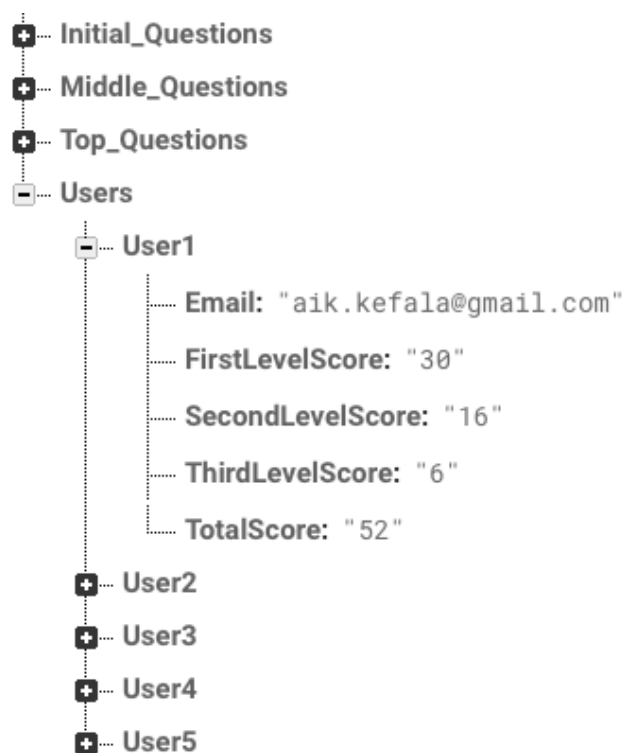 Initial_Questions
Middle_Questions
Top_Questions
Users
User1
Email: "aik.kefala@gmail.com"
FirstLevelScore: "30"
SecondLevelScore: "16"
ThirdLevelScore: "6"
TotalScore: "52"
User2
User3
User4
User5